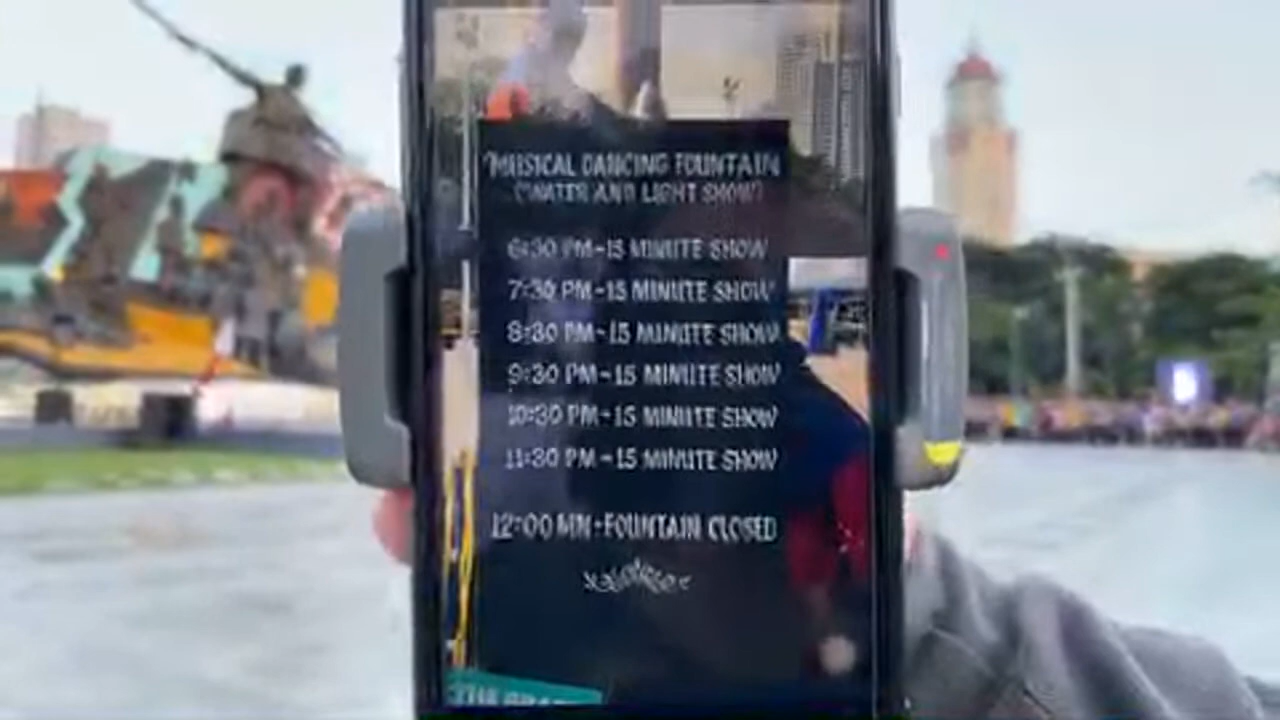 MUSICAL DANCING FOUNTAIN
(WATER AND LIGHT SHOW)
6:30 PM-15 MINUTE SHOW
7:30 PM-15 MINUTE SHOW
8:30 PM-15 MINUTE SHOW
9:30 PM-15 MINUTE SHOW
10:30 PM-15 MINUTE SHOW
11:30 PM-15 MINUTE SHOW
12:00 MN-FOUNTAIN CLOSED